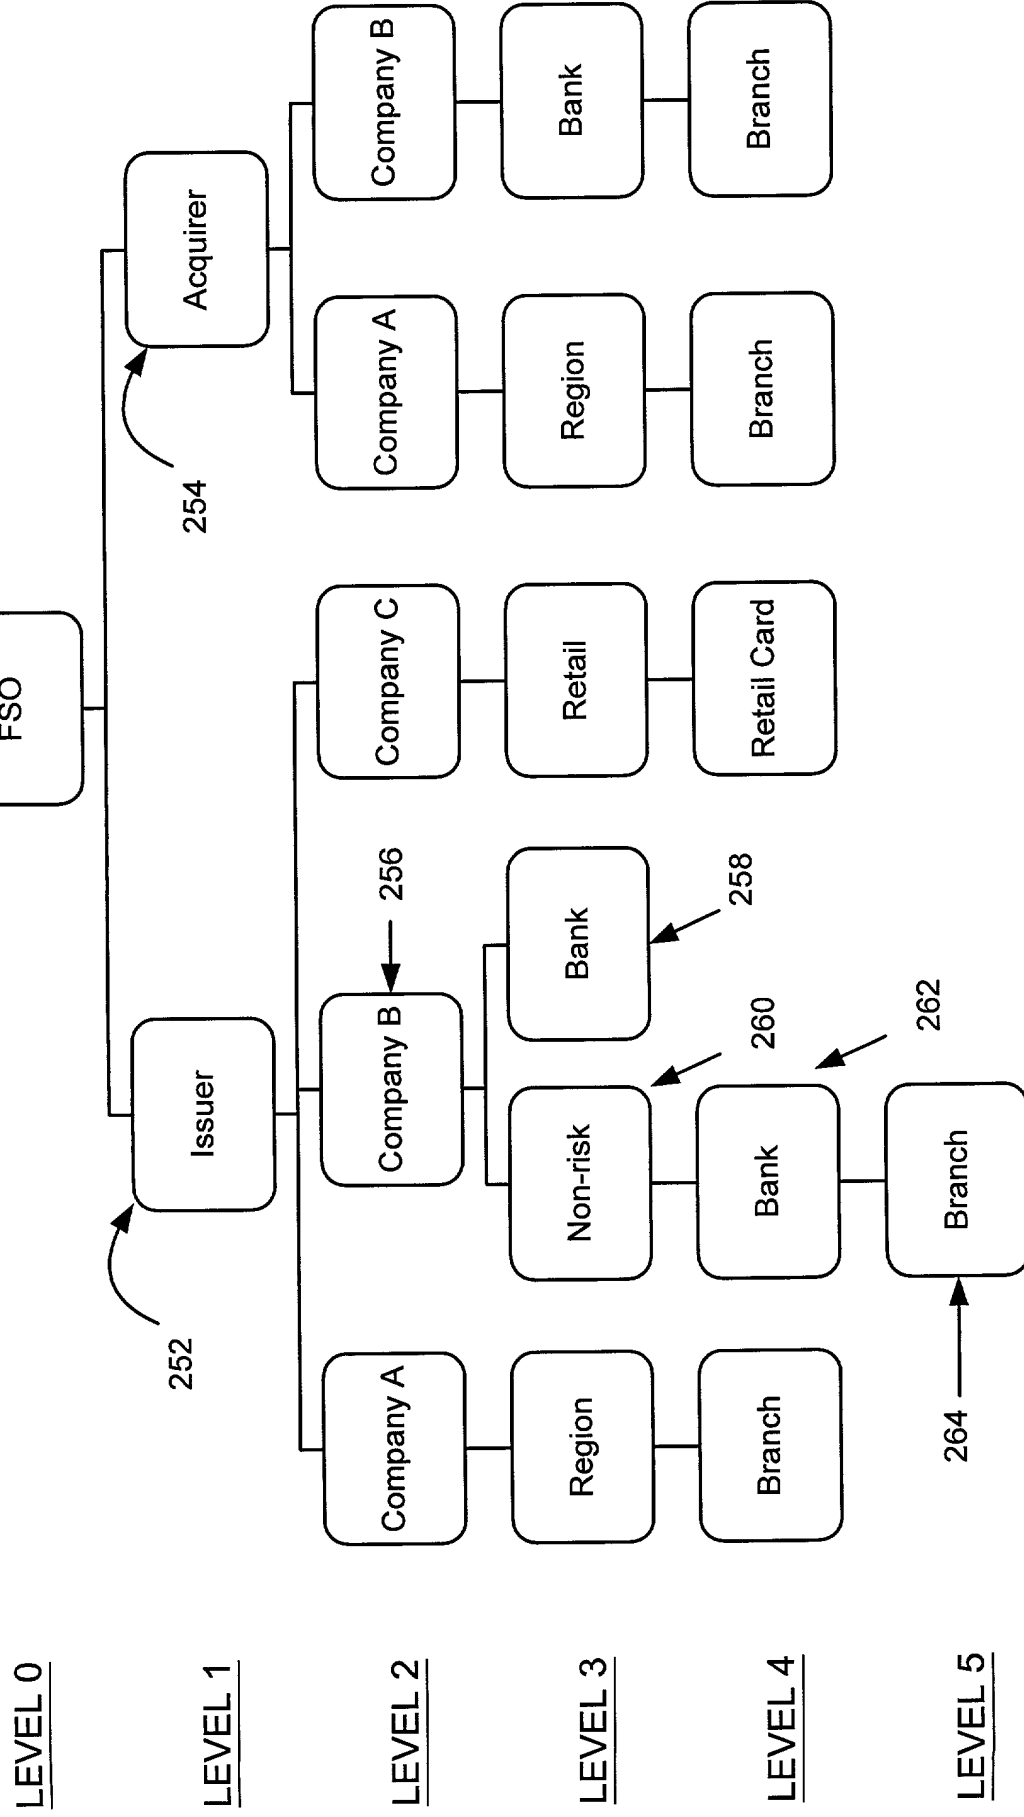 LEVEL 0
FSO
LEVEL 1
252
Issuer
254
Acquirer
LEVEL 2
Company A
Company B
256
Company C
Company A
Company B
LEVEL 3
Region
Non-risk
Bank
Retail
Region
Bank
260
258
LEVEL 4
Branch
Bank
262
Retail Card
Branch
Branch
LEVEL 5
264
Branch